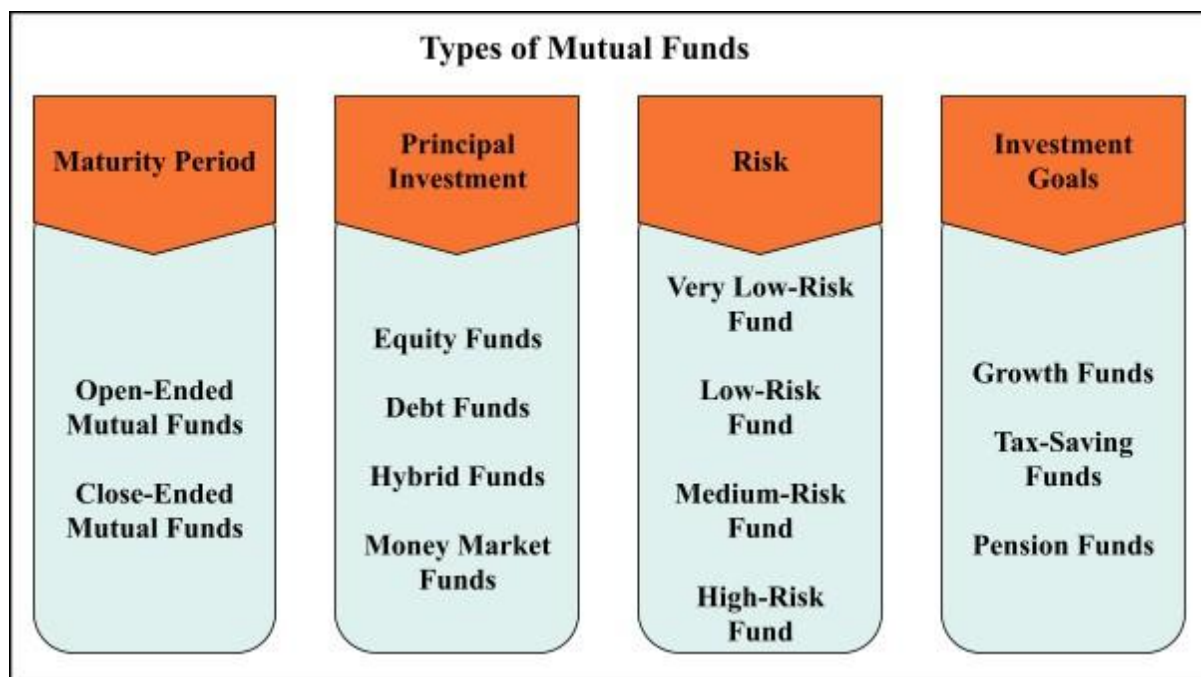 Types of Mutual Funds
Maturity Period
Open-Ended
Mutual Funds
Close-Ended
Mutual Funds
Principal
Investment
Equity Funds
Debt Funds
Hybrid Funds
Money Market
Funds
Risk
Very Low-Risk
Fund
Low-Risk
Fund
Medium-Risk
Fund
High-Risk
Fund
Investment
Goals
Growth Funds
Tax-Saving
Funds
Pension Funds